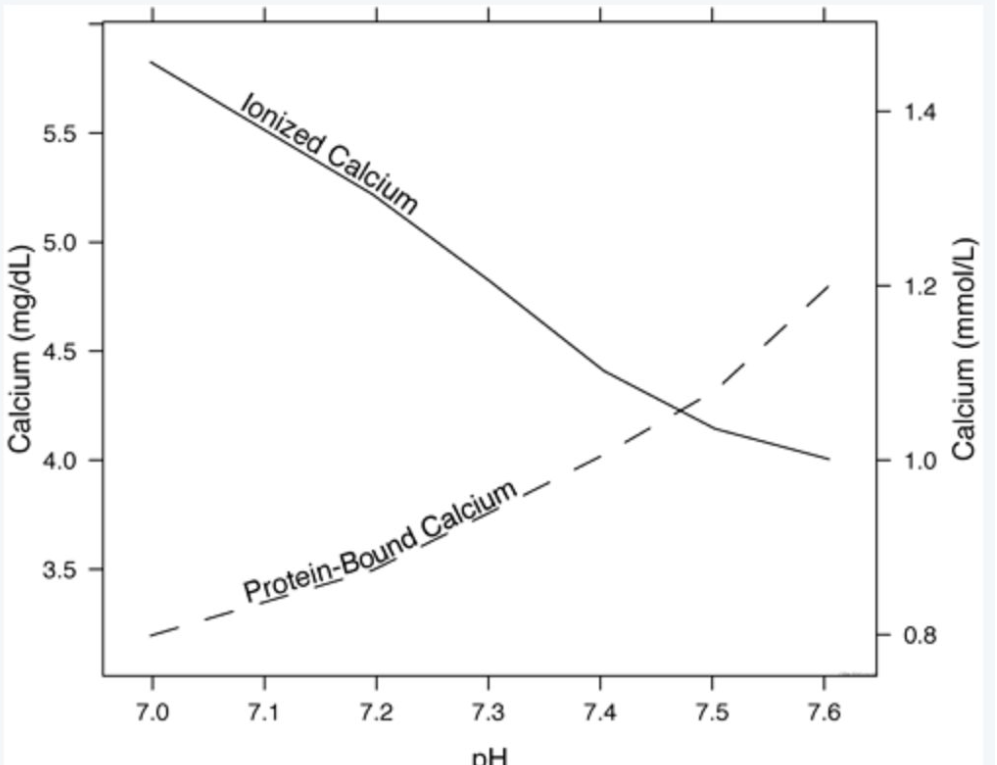 Calcium (mg/dL)
5.5
5.0
4.5
4.0
3.5
Ionized Calcium
Protein-Bound Calcium
1.4
1.2
1.0
0.8
Calcium (mmol/L)
7.0 7.1 7.2 7.3 7.4 7.5 7.6
pH